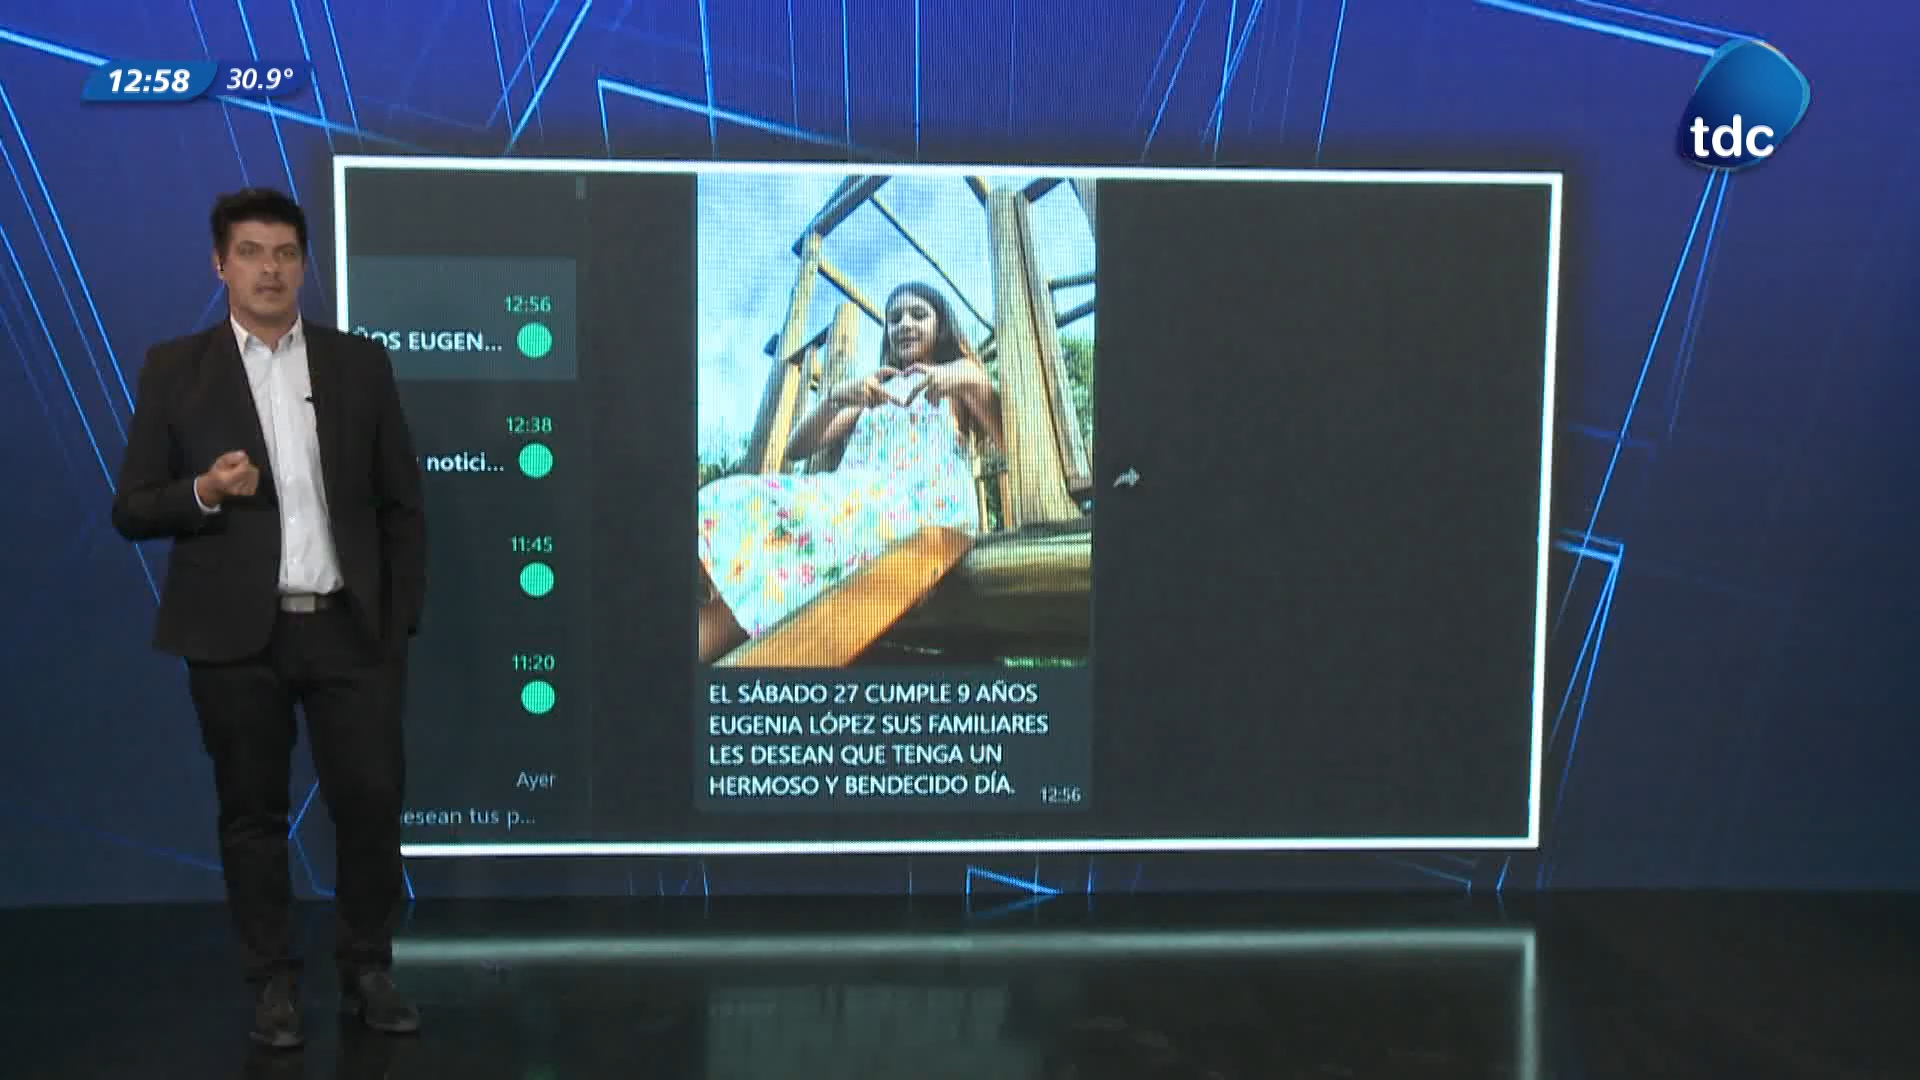 12:58
30.9°
tdc
12:56
ÑOS EUGEN...
12:38
notici...
11:45
11:20
Ayer
esean tus p...
EL SÁBADO 27 CUMPLE 9 AÑOS
EUGENIA LÓPEZ SUS FAMILIARES
LES DESEAN QUE TENGA UN
HERMOSO Y BENDECIDO DÍA.
12:56